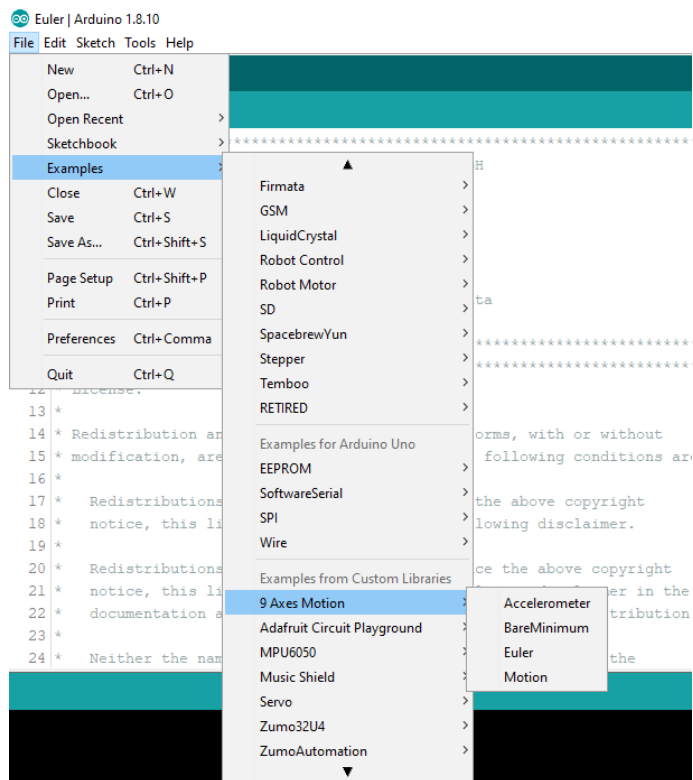 Euler | Arduino 1.8.10
File Edit Sketch Tools Help
New Ctrl+N
Open... Ctrl+O
Open Recent
Sketchbook
Examples
Close Ctrl+W
Save Ctrl+S
Save As... Ctrl+Shift+S
Page Setup Ctrl+Shift+P
Print Ctrl+P
Preferences Ctrl+Comma
Quit Ctrl+Q
Firmata
GSM
LiquidCrystal
Robot Control
Robot Motor
SD
SpacebrewYun
Stepper
Temboo
RETIRED
Examples for Arduino Uno
EEPROM
SoftwareSerial
SPI
Wire
Examples from Custom Libraries
9 Axes Motion
Adafruit Circuit Playground
MPU6050
Music Shield
Servo
Zumo32U4
ZumoAutomation
Accelerometer
BareMinimum
Euler
Motion
H
ta
12 * License.
13 *
14 * Redistribution an orms, with or without
15 * modification, are following conditions are
16 *
17 * Redistributions the above copyright
18 * notice, this li lowing disclaimer.
19 *
20 * Redistributions ce the above copyright
21 * notice, this li er in the
22 * documentation a tribution
23 *
24 * Neither the nam the